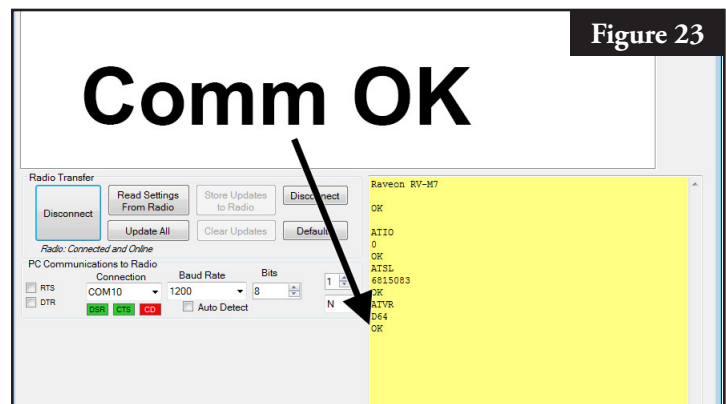 Figure 23
Comm OK
Radio Transfer
Disconnect
Read Settings From Radio
Store Updates to Radio
Disconnect
Update All
Clear Updates
Radio: Connected and Online
PC Communications to Radio
Connection
Baud Rate
Bits
RTS
COM10
1200
8
1
DTR
DSR
CTS
CD
Auto Detect
N
Raveon RV-M7
OK
ATIO
0
OK
ATSL
6815083
OK
ATVR
D64
OK